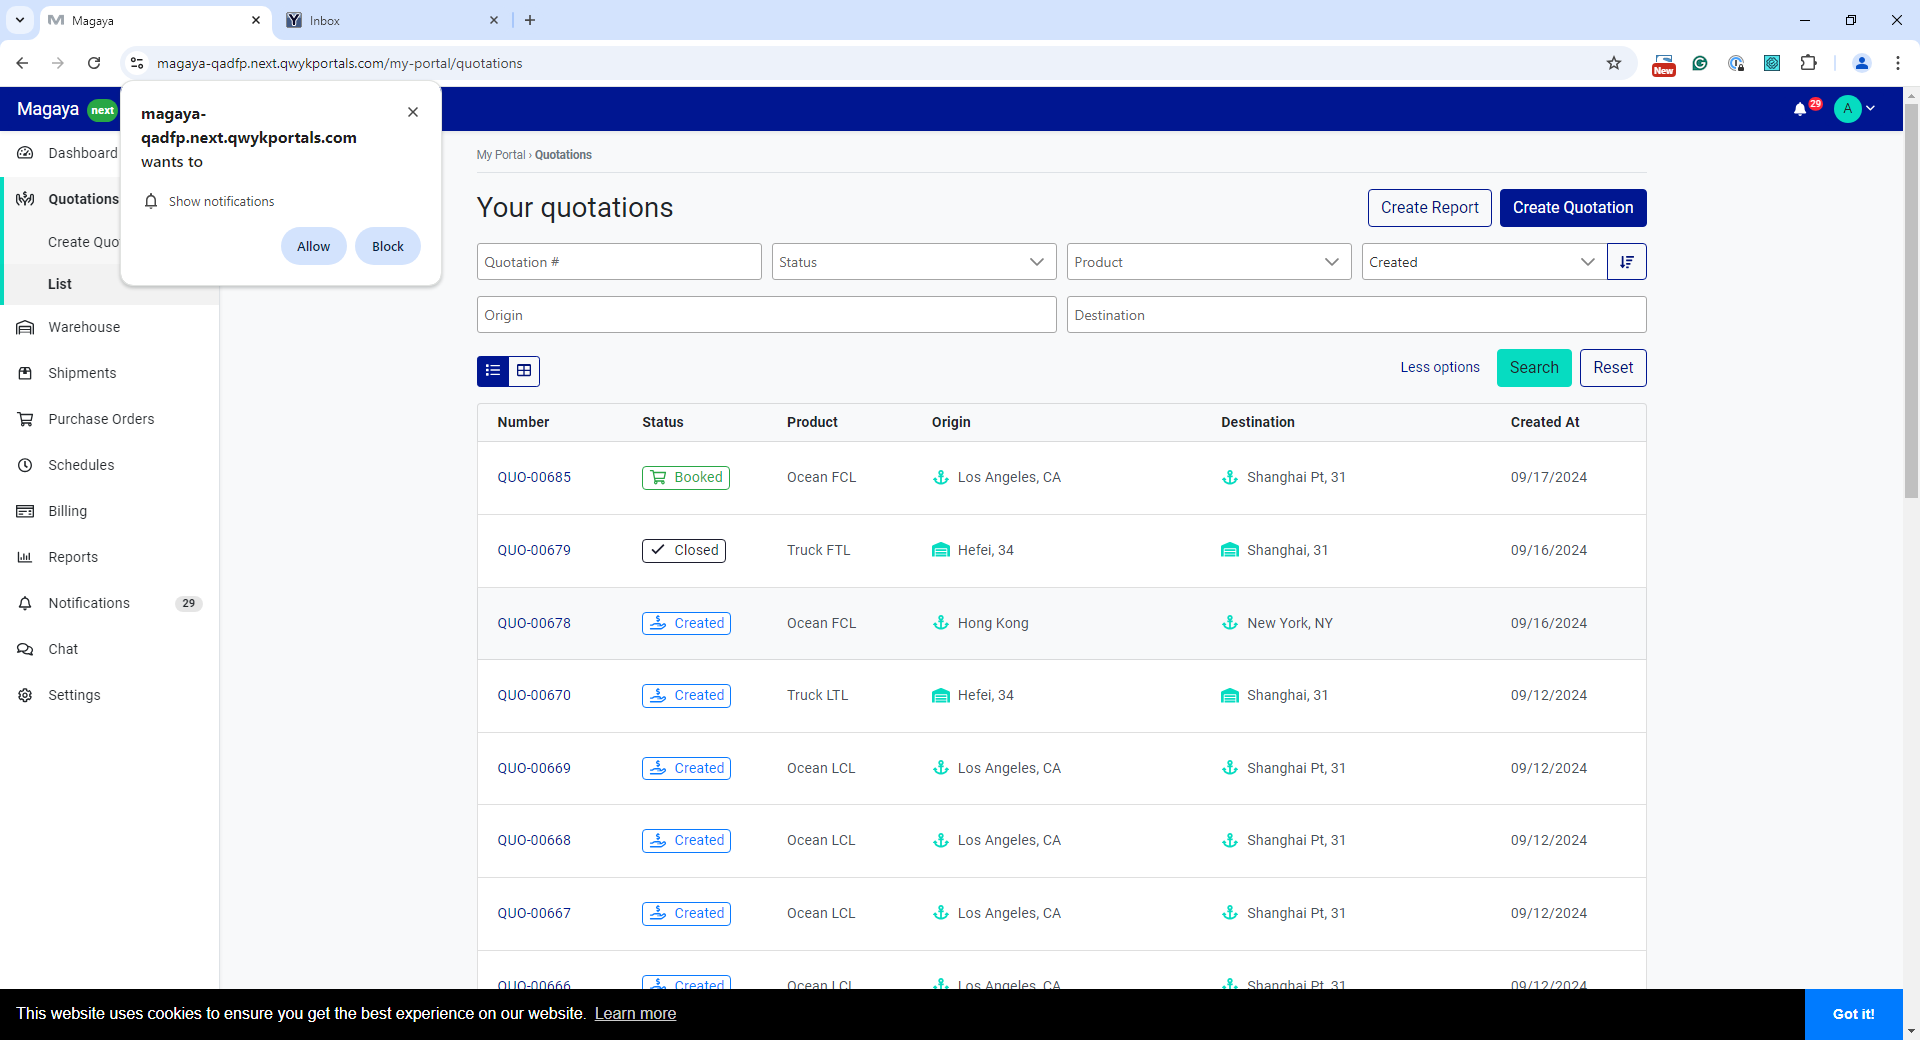 Magaya
Inbox
magaya-qadfp.next.qwykportals.com/my-portal/quotations
New
Magaya next
29
A
magaya-
qadfp.next.qwykportals.com
wants to
Show notifications
Allow
Block
Dashboard
Quotations
Create Quo
List
Warehouse
Shipments
Purchase Orders
Schedules
Billing
Reports
Notifications 29
Chat
Settings
My Portal › Quotations
Your quotations
Create Report
Create Quotation
Quotation #
Status
Product
Created
Origin
Destination
Less options
Search
Reset
Number Status Product Origin Destination Created At
QUO-00685 Booked Ocean FCL Los Angeles, CA Shanghai Pt, 31 09/17/2024
QUO-00679 Closed Truck FTL Hefei, 34 Shanghai, 31 09/16/2024
QUO-00678 Created Ocean FCL Hong Kong New York, NY 09/16/2024
QUO-00670 Created Truck LTL Hefei, 34 Shanghai, 31 09/12/2024
QUO-00669 Created Ocean LCL Los Angeles, CA Shanghai Pt, 31 09/12/2024
QUO-00668 Created Ocean LCL Los Angeles, CA Shanghai Pt, 31 09/12/2024
QUO-00667 Created Ocean LCL Los Angeles, CA Shanghai Pt, 31 09/12/2024
QUO-00666 Created Ocean LCL Los Angeles, CA Shanghai Pt, 31 09/12/2024
This website uses cookies to ensure you get the best experience on our website. Learn more
Got it!